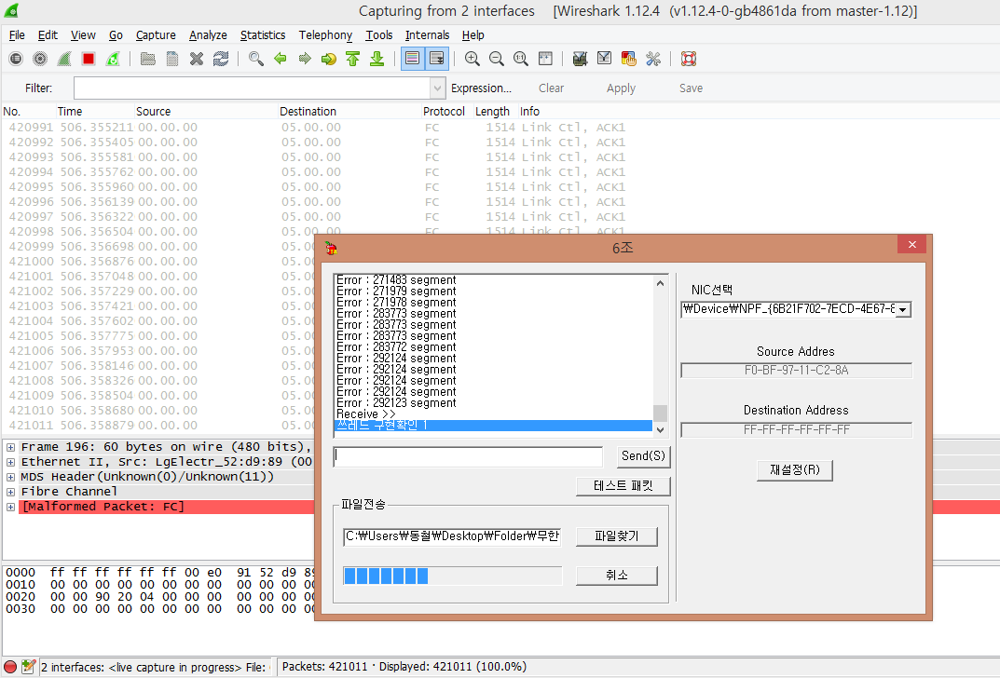 Capturing from 2 interfaces [Wireshark 1.12.4 (v1.12.4-0-gb4861da from master-1.12)]
File Edit View Go Capture Analyze Statistics Telephony Tools Internals Help
Filter: Expression... Clear Apply Save
No. Time Source Destination Protocol Length Info
420991 506.355211 00.00.00 05.00.00 FC 1514 Link Ctl, ACK1
420992 506.355405 00.00.00 05.00.00 FC 1514 Link Ctl, ACK1
420993 506.355581 00.00.00 05.00.00 FC 1514 Link Ctl, ACK1
420994 506.355762 00.00.00 05.00.00 FC 1514 Link Ctl, ACK1
420995 506.355960 00.00.00 05.00.00 FC 1514 Link Ctl, ACK1
420996 506.356139 00.00.00 05.00.00 FC 1514 Link Ctl, ACK1
420997 506.356322 00.00.00 05.00.00 FC 1514 Link Ctl, ACK1
420998 506.356504 00.00.00 05.00.00 FC 1514 Link Ctl, ACK1
420999 506.356698 00.00.00 05.0
421000 506.356876 00.00.00 05.0
421001 506.357048 00.00.00 05.0
421002 506.357229 00.00.00 05.0
421003 506.357421 00.00.00 05.0
421004 506.357602 00.00.00 05.0
421005 506.357775 00.00.00 05.0
421006 506.357953 00.00.00 05.0
421007 506.358146 00.00.00 05.0
421008 506.358326 00.00.00 05.0
421009 506.358504 00.00.00 05.0
421010 506.358680 00.00.00 05.0
421011 506.358879 00.00.00 05.0
Frame 196: 60 bytes on wire (480 bits),
Ethernet II, Src: LgElectr_52:d9:89 (00
MDS Header(Unknown(0)/Unknown(11))
Fibre Channel
[Malformed Packet: FC]
0000 ff ff ff ff ff ff 00 e0 91 52 d9 89
0010 00 00 00 00 00 00 00 00 00 00 00 00
0020 00 00 90 20 04 00 00 00 00 00 00 00
0030 00 00 00 00 00 00 00 00 00 00 00 00
2 interfaces: <live capture in progress> File: Packets: 421011 · Displayed: 421011 (100.0%)
6조
Error : 271483 segment
Error : 271979 segment
Error : 271978 segment
Error : 283773 segment
Error : 283773 segment
Error : 283773 segment
Error : 283772 segment
Error : 292124 segment
Error : 292124 segment
Error : 292124 segment
Error : 292124 segment
Error : 292123 segment
Receive >>
쓰레드 구현확인 1
Send(S)
테스트 패킷
파일전송
C:₩Users₩동철₩Desktop₩Folder₩무한
파일찾기
취소
NIC선택
₩Device₩NPF_{6B21F702-7ECD-4E67-8
Source Addres
F0-BF-97-11-C2-8A
Destination Address
FF-FF-FF-FF-FF-FF
재설정(R)